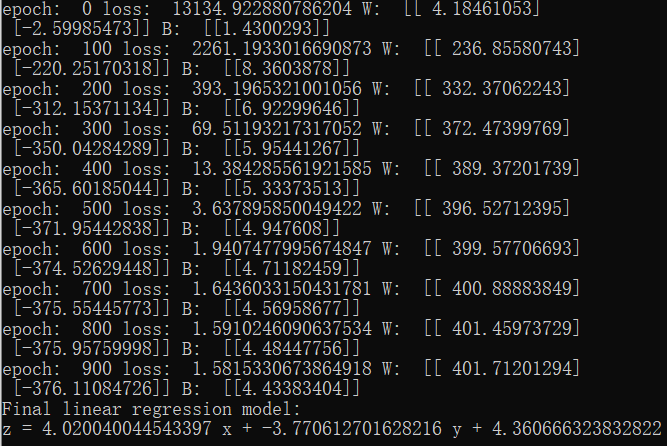 epoch:  0 loss:  13134.922880786204 W:  [[ 4.18461053]
 [-2.59985473]] B:  [[1.4300293]]
epoch:  100 loss:  2261.1933016690873 W:  [[ 236.85580743]
 [-220.25170318]] B:  [[8.3603878]]
epoch:  200 loss:  393.1965321001056 W:  [[ 332.37062243]
 [-312.15371134]] B:  [[6.92299646]]
epoch:  300 loss:  69.51193217317052 W:  [[ 372.47399769]
 [-350.04284289]] B:  [[5.95441267]]
epoch:  400 loss:  13.384285561921585 W:  [[ 389.37201739]
 [-365.60185044]] B:  [[5.33373513]]
epoch:  500 loss:  3.637895850049422 W:  [[ 396.52712395]
 [-371.95442838]] B:  [[4.947608]]
epoch:  600 loss:  1.9407477995674847 W:  [[ 399.57706693]
 [-374.52629448]] B:  [[4.71182459]]
epoch:  700 loss:  1.6436033150431781 W:  [[ 400.88883849]
 [-375.55445773]] B:  [[4.56958677]]
epoch:  800 loss:  1.5910246090637534 W:  [[ 401.45973729]
 [-375.95759998]] B:  [[4.48447756]]
epoch:  900 loss:  1.5815330673864918 W:  [[ 401.71201294]
 [-376.11084726]] B:  [[4.43383404]]
Final linear regression model:
z = 4.020040044543397 x + -3.770612701628216 y + 4.360666323832822